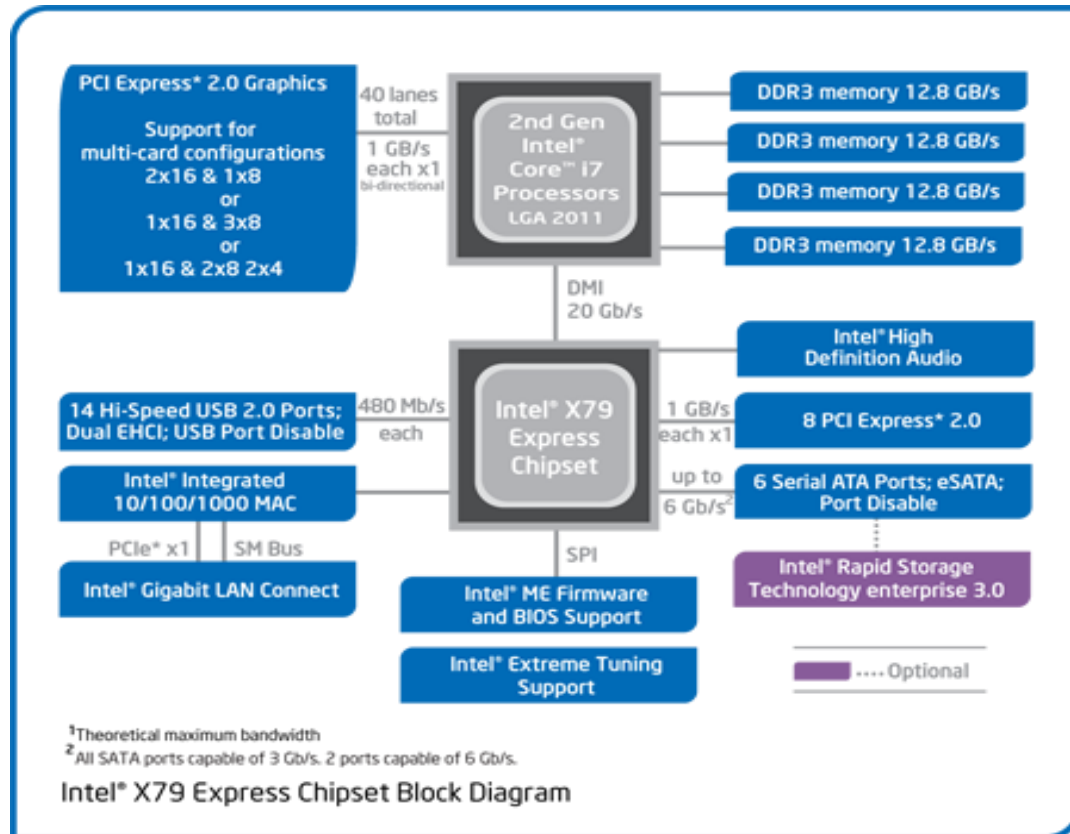 PCI Express* 2.0 Graphics
Support for
multi-card configurations
2x16 & 1x8
or
1x16 & 3x8
or
1x16 & 2x8 2x4
40 lanes
total
1 GB/s
each x1
bi-directional
2nd Gen
Intel®
Core™ i7
Processors
LGA 2011
DDR3 memory 12.8 GB/s
DDR3 memory 12.8 GB/s
DDR3 memory 12.8 GB/s
DDR3 memory 12.8 GB/s
DMI
20 Gb/s
Intel® X79
Express
Chipset
Intel® High
Definition Audio
14 Hi-Speed USB 2.0 Ports;
Dual EHCI; USB Port Disable
480 Mb/s
each
1 GB/s
each x1
8 PCI Express* 2.0
Intel® Integrated
10/100/1000 MAC
up to
6 Gb/s²
6 Serial ATA Ports; eSATA;
Port Disable
PCIe* x1
SM Bus
Intel® Gigabit LAN Connect
SPI
Intel® ME Firmware
and BIOS Support
Intel® Rapid Storage
Technology enterprise 3.0
Intel® Extreme Tuning
Support
Optional
¹Theoretical maximum bandwidth
²All SATA ports capable of 3 Gb/s. 2 ports capable of 6 Gb/s.
Intel® X79 Express Chipset Block Diagram